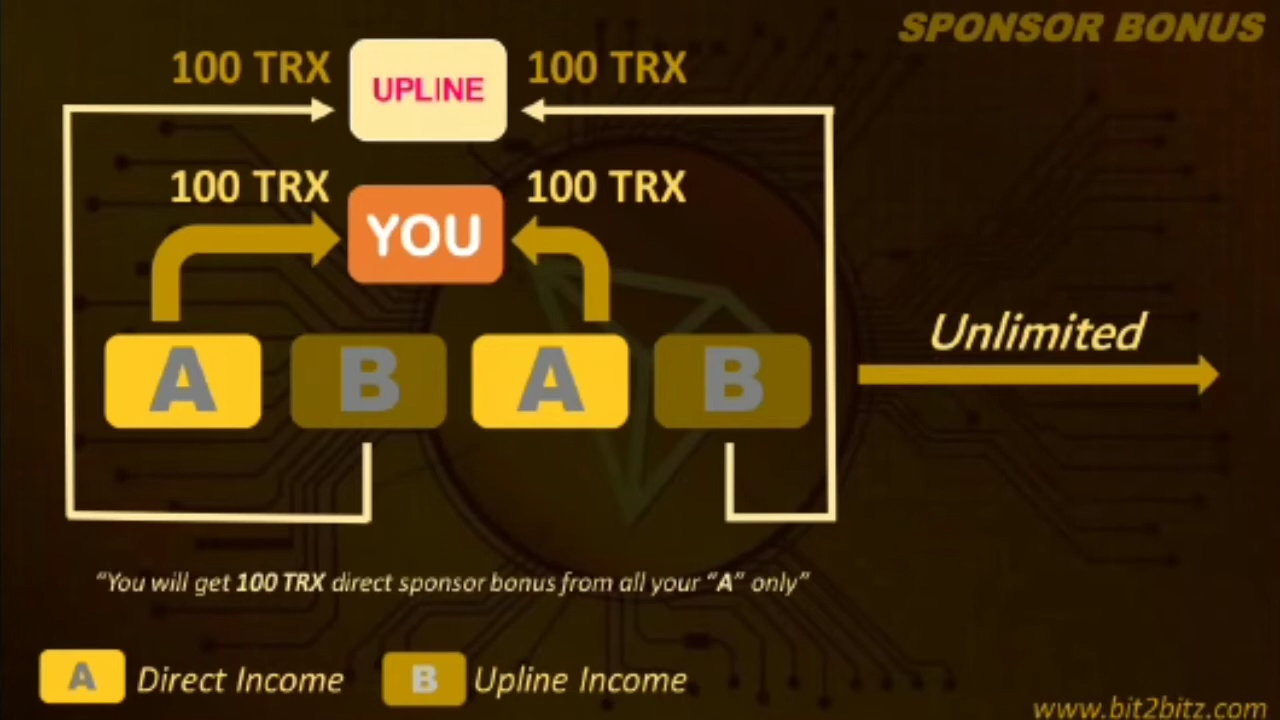 SPONSOR BONUS
100 TRX UPLINE 100 TRX
100 TRX YOU 100 TRX
A B A B
Unlimited
“You will get 100 TRX direct sponsor bonus from all your “A” only”
A Direct Income B Upline Income
www.bit2bitz.com